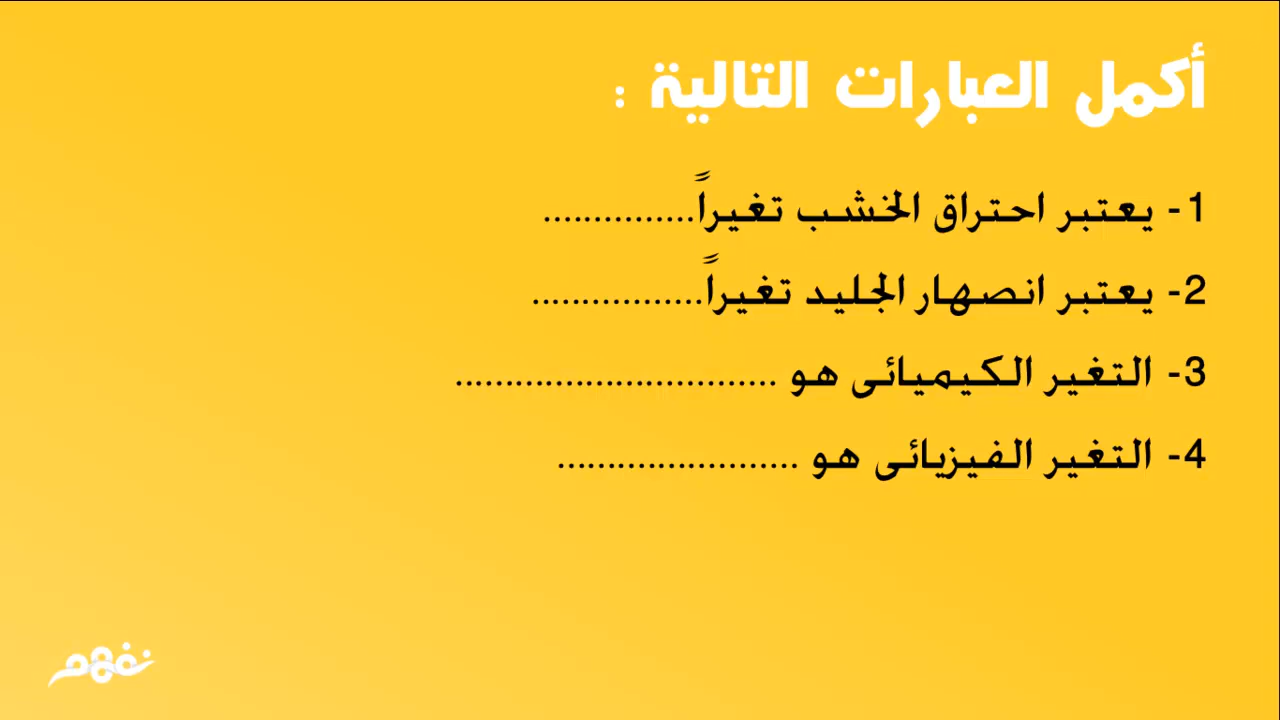 أكمل العبارات التالية :
1- يعتبر احتراق الخشب تغيراً...............
2- يعتبر انصهار الجليد تغيراً.................
3- التغير الكيميائى هو ................................
4- التغير الفيزيائى هو ........................
نفهم